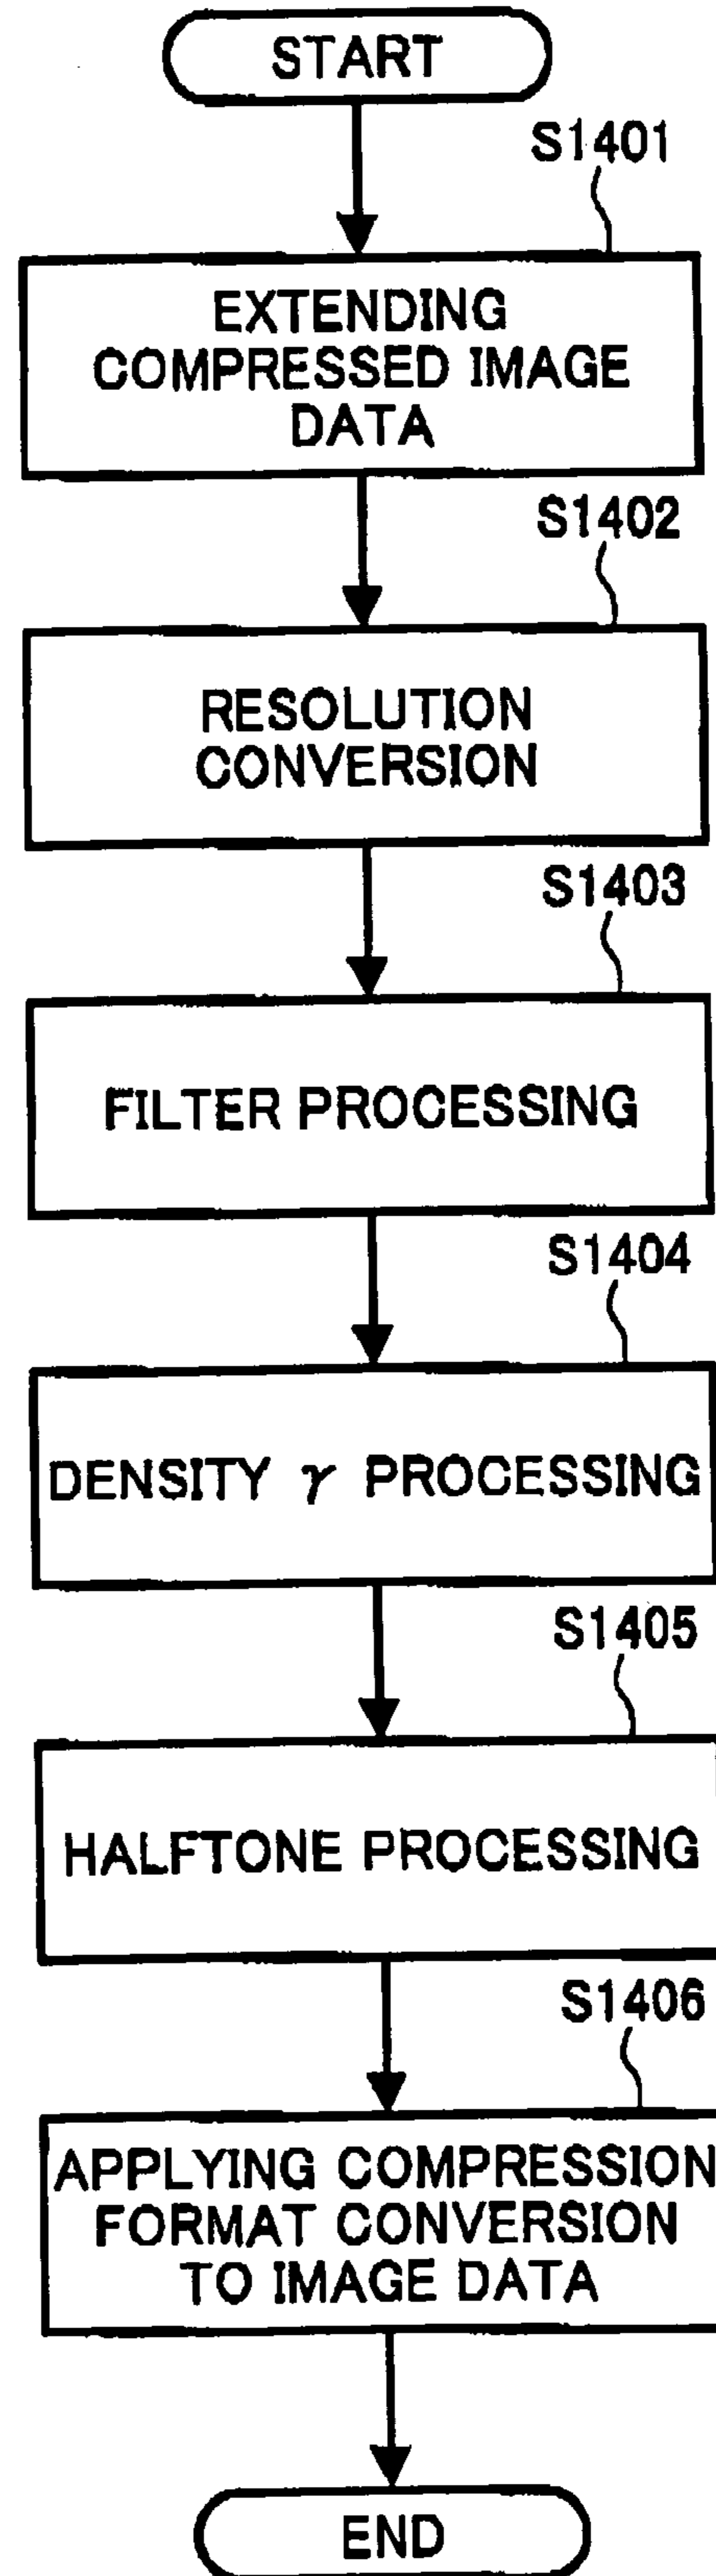 START
S1401
EXTENDING
COMPRESSED IMAGE
DATA
S1402
RESOLUTION
CONVERSION
S1403
FILTER PROCESSING
S1404
DENSITY γ PROCESSING
S1405
HALFTONE PROCESSING
S1406
APPLYING COMPRESSION
FORMAT CONVERSION
TO IMAGE DATA
END